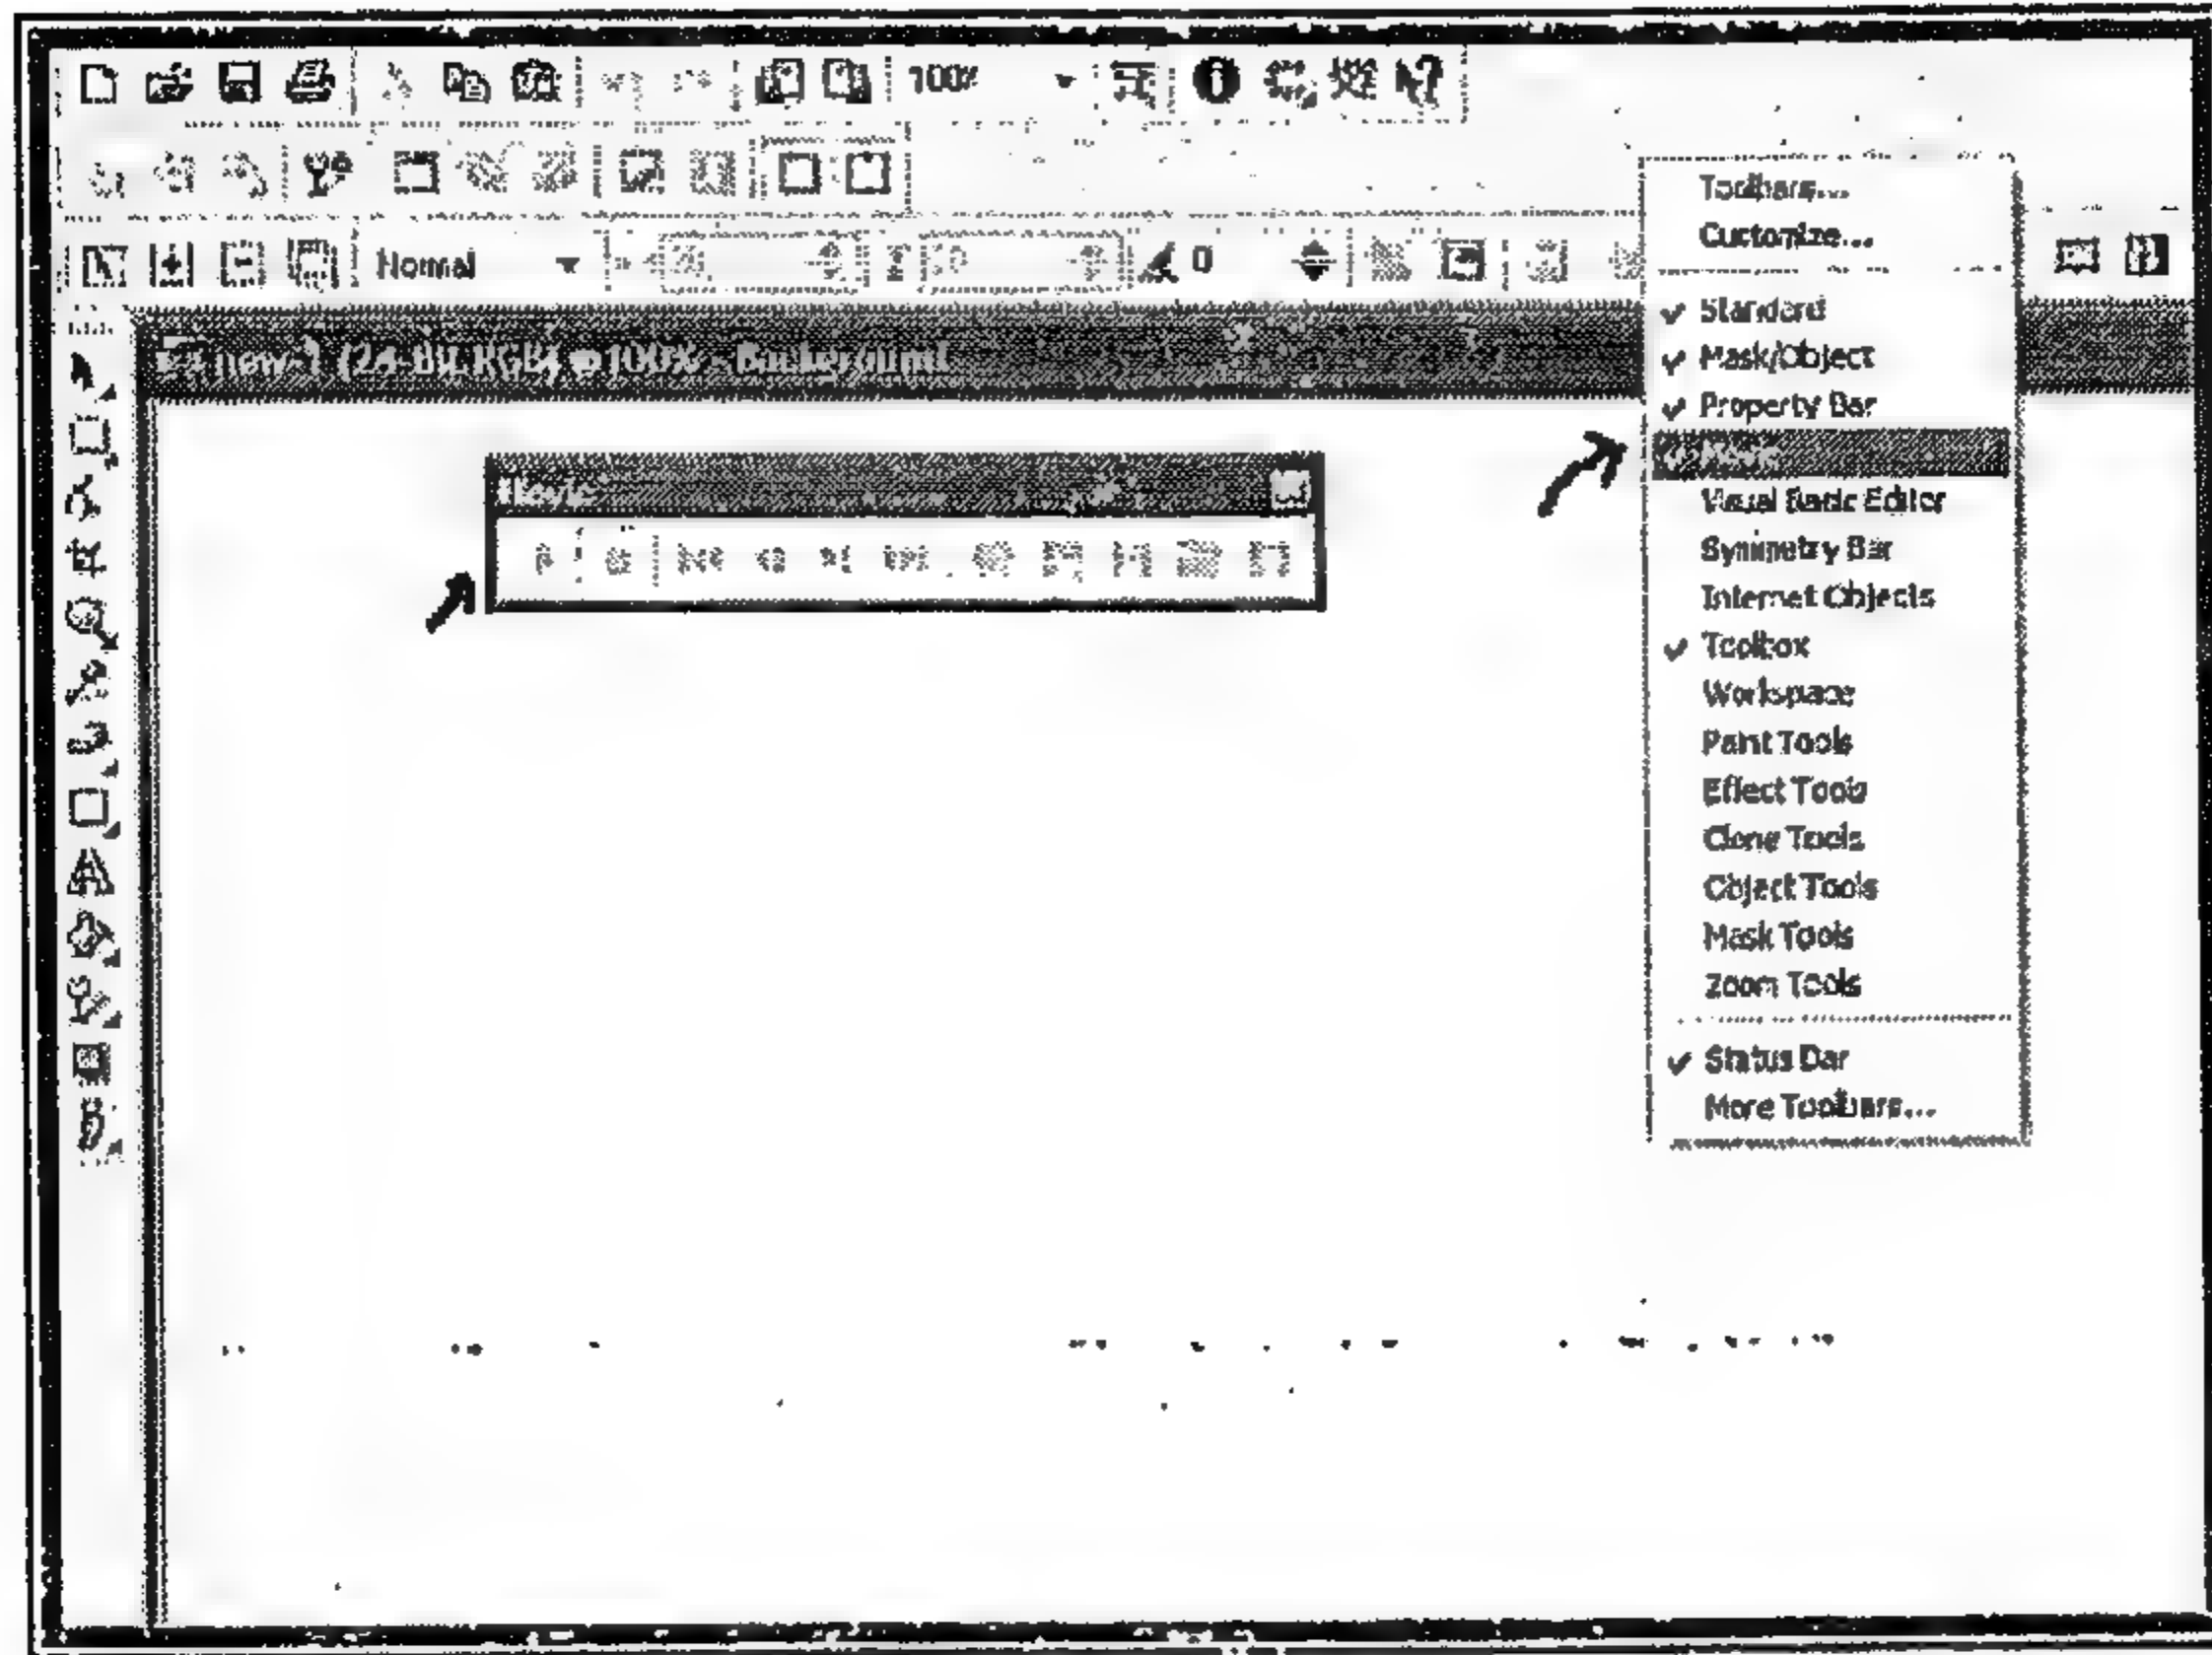 100%
Normal
0
new-1 (24-Bit RGB) @ 100% - Background
Movie
Toolbars...
Customize...
Standard
Mask/Object
Property Bar
Movie
Visual Basic Editor
Symmetry Bar
Internet Objects
Toolbox
Workspace
Paint Tools
Effect Tools
Clone Tools
Object Tools
Mask Tools
Zoom Tools
Status Bar
More Toolbars...